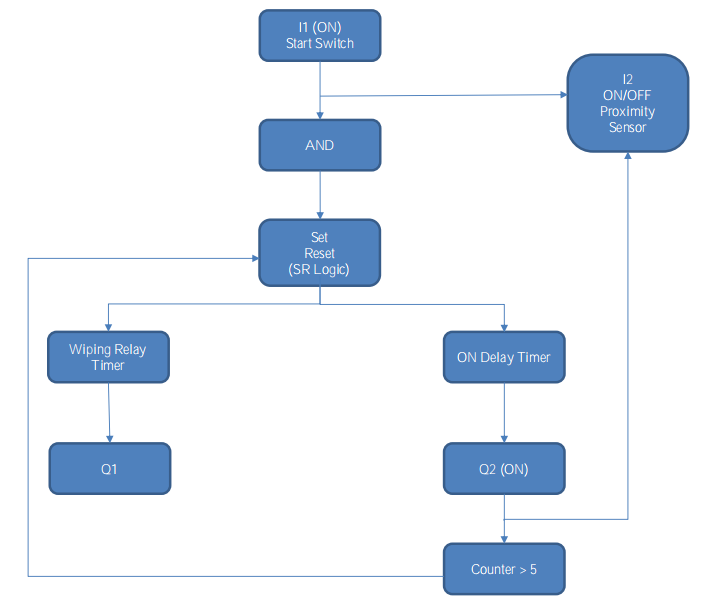 I1 (ON)
Start Switch
I2
ON/OFF
Proximity
Sensor
AND
Set
Reset
(SR Logic)
Wiping Relay
Timer
ON Delay Timer
Q1
Q2 (ON)
Counter > 5